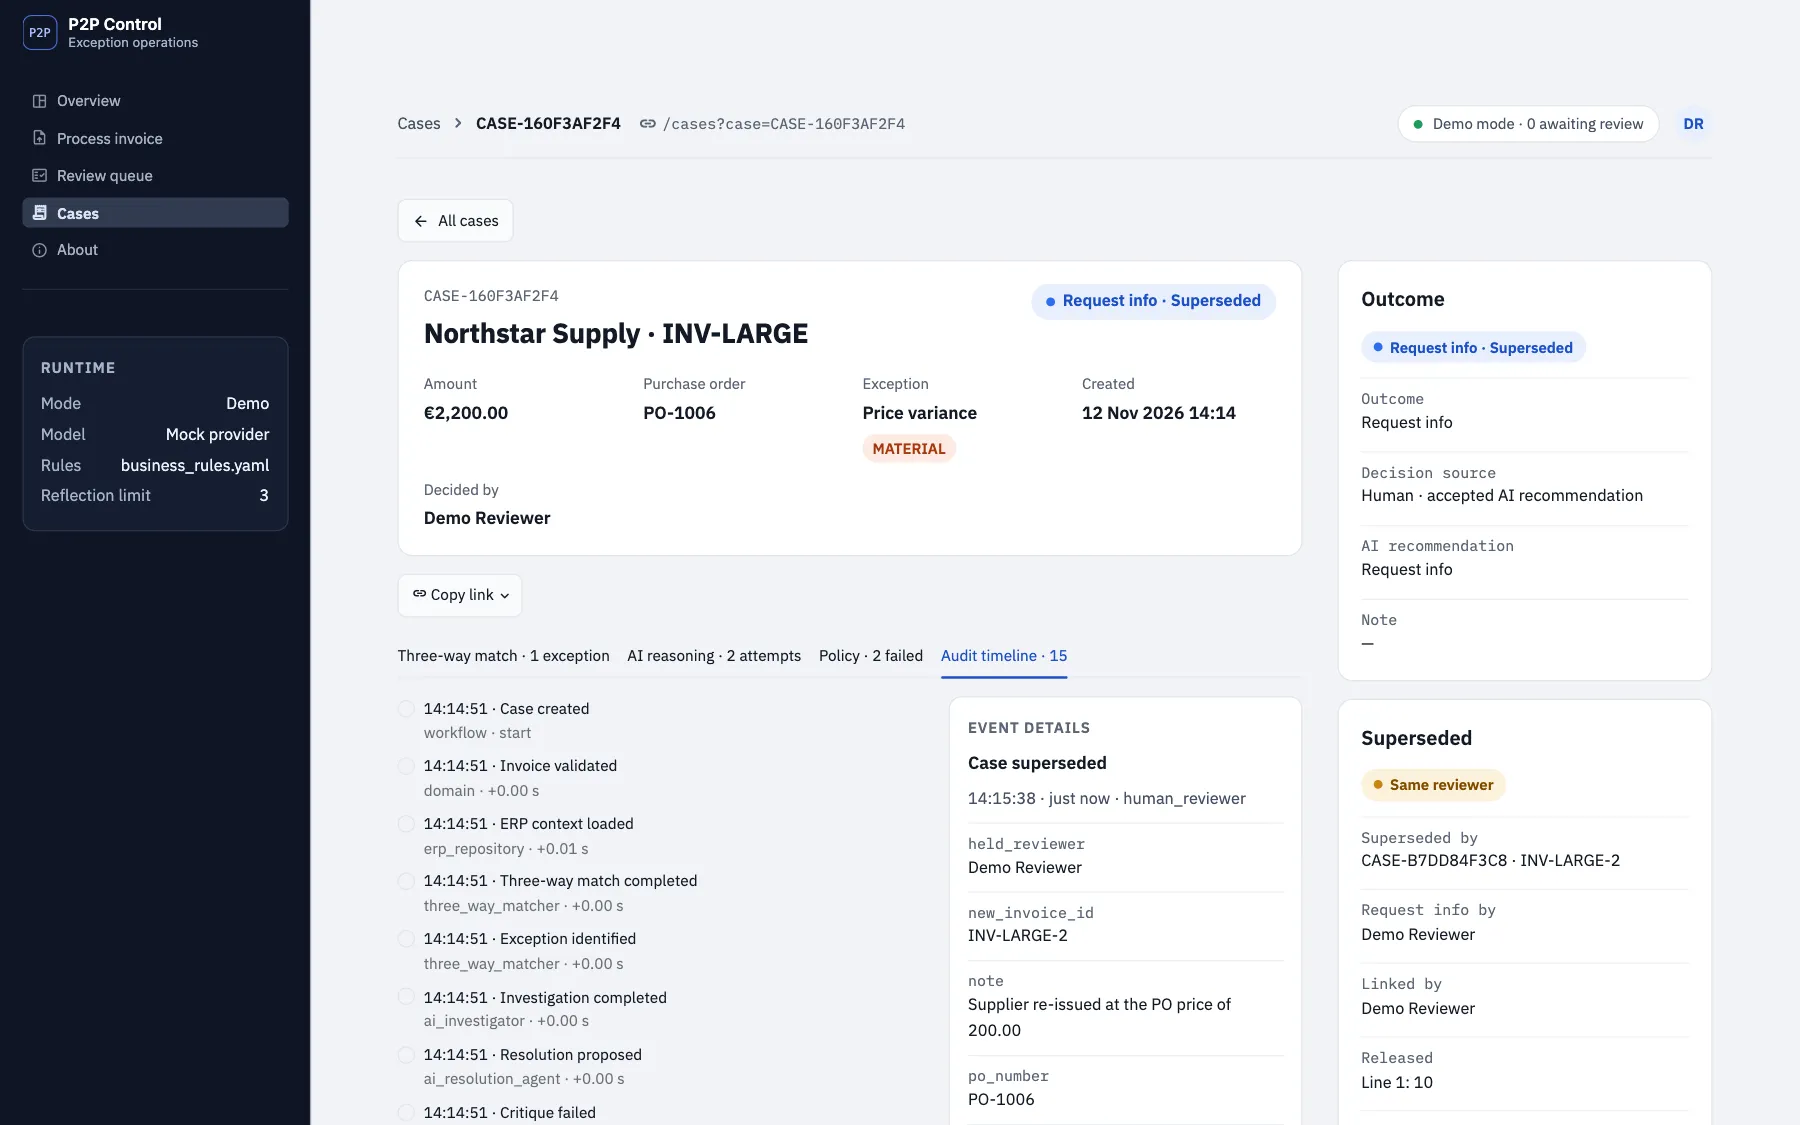 P2P
P2P Control
Exception operations
Overview
Process invoice
Review queue
Cases
About
RUNTIME
Mode Demo
Model Mock provider
Rules business_rules.yaml
Reflection limit 3
Cases > CASE-160F3AF2F4 /cases?case=CASE-160F3AF2F4
Demo mode · 0 awaiting review
DR
← All cases
CASE-160F3AF2F4
Request info · Superseded
Northstar Supply · INV-LARGE
Amount
€2,200.00
Purchase order
PO-1006
Exception
Price variance
MATERIAL
Created
12 Nov 2026 14:14
Decided by
Demo Reviewer
Copy link
Three-way match · 1 exception AI reasoning · 2 attempts Policy · 2 failed Audit timeline · 15
14:14:51 · Case created
workflow · start
14:14:51 · Invoice validated
domain · +0.00 s
14:14:51 · ERP context loaded
erp_repository · +0.01 s
14:14:51 · Three-way match completed
three_way_matcher · +0.00 s
14:14:51 · Exception identified
three_way_matcher · +0.00 s
14:14:51 · Investigation completed
ai_investigator · +0.00 s
14:14:51 · Resolution proposed
ai_resolution_agent · +0.00 s
14:14:51 · Critique failed
EVENT DETAILS
Case superseded
14:15:38 · just now · human_reviewer
held_reviewer
Demo Reviewer
new_invoice_id
INV-LARGE-2
note
Supplier re-issued at the PO price of
200.00
po_number
PO-1006
Outcome
Request info · Superseded
Outcome
Request info
Decision source
Human · accepted AI recommendation
AI recommendation
Request info
Note
—
Superseded
Same reviewer
Superseded by
CASE-B7DD84F3C8 · INV-LARGE-2
Request info by
Demo Reviewer
Linked by
Demo Reviewer
Released
Line 1: 10